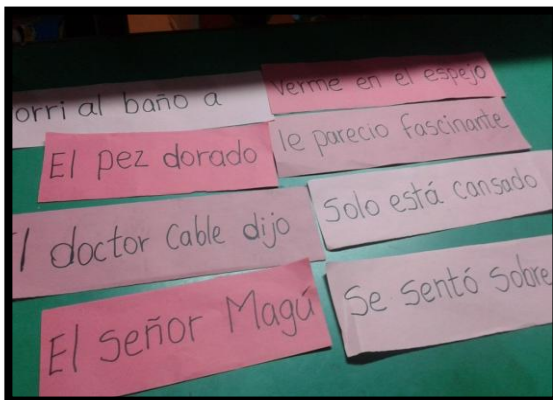 orri al baño a verme en el espejo
El pez dorado le parecio fascinante
l doctor Cable dijo Solo está cansado
El señor Magú Se sentó sobre